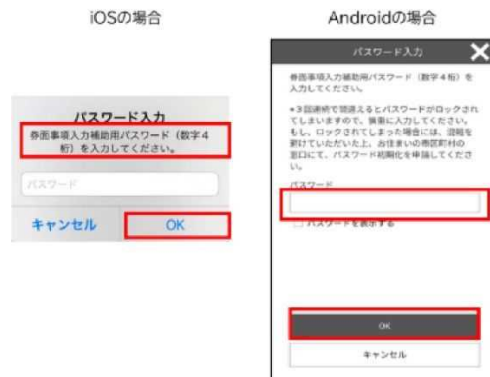 iOSの場合
パスワード入力
券面事項入力補助用パスワード（数字４
桁）を入力してください。
パスワード
キャンセル
OK
Androidの場合
パスワード入力
券面事項入力補助用パスワード（数字４桁）を
入力してください。
*３回連続で間違えるとパスワードがロックされ
てしまいますので、慎重に入力してください。
もし、ロックされてしまった場合には、混雑を
避けていただいた上、お住まいの市区町村の
窓口にて、パスワード初期化を申請してくださ
い。
パスワード
パスワードを表示する
OK
キャンセル